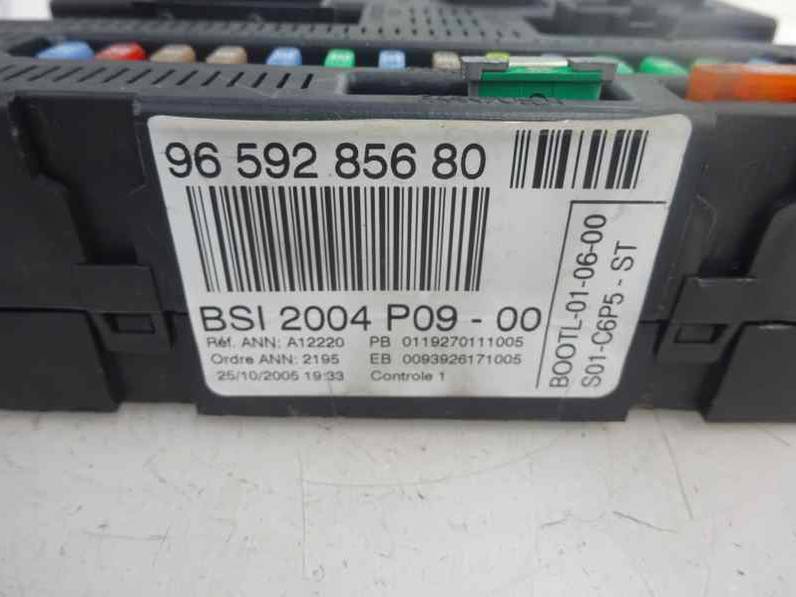 96 592 856 80
BSI 2004 P09 - 00
Réf. ANN: A12220 PB 0119270111005
Ordre ANN: 2195 EB 0093926171005
25/10/2005 19:33 Controle 1
BOOTL-01-06-00
S01-C6P5 - ST